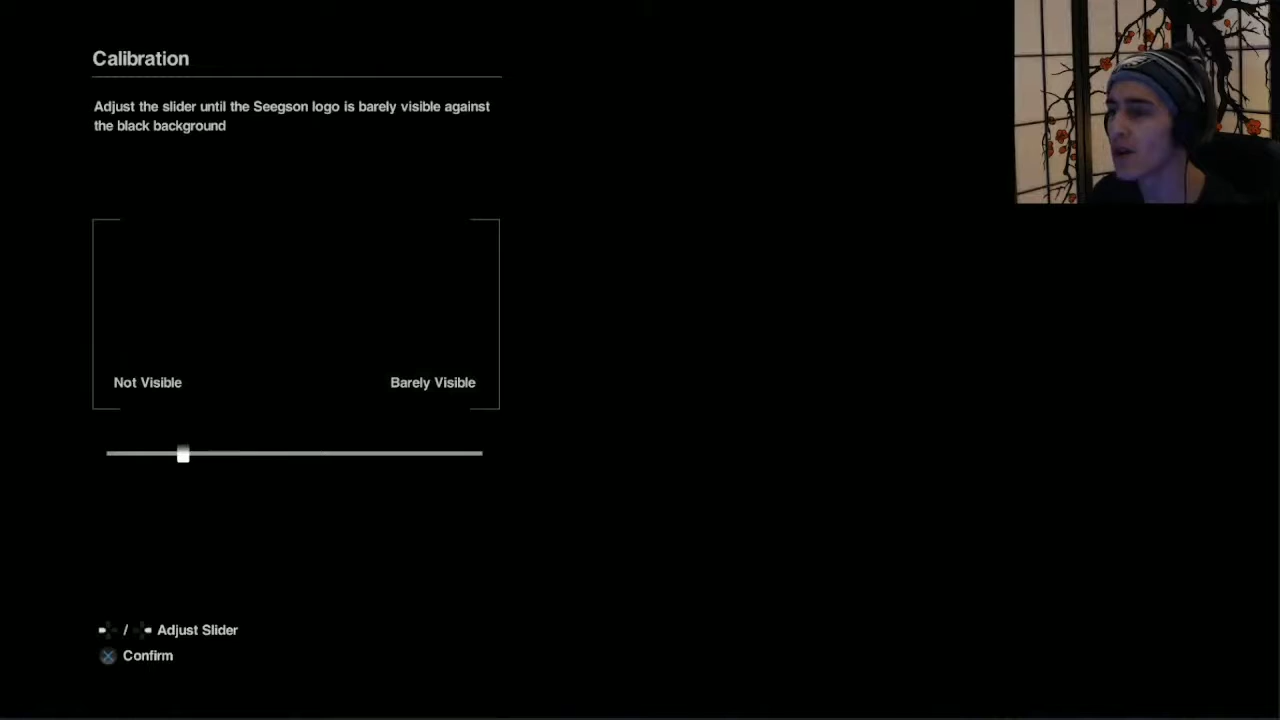 Calibration
Adjust the slider until the Seegson logo is barely visible against
the black background
Not Visible
Barely Visible
/ Adjust Slider
Confirm